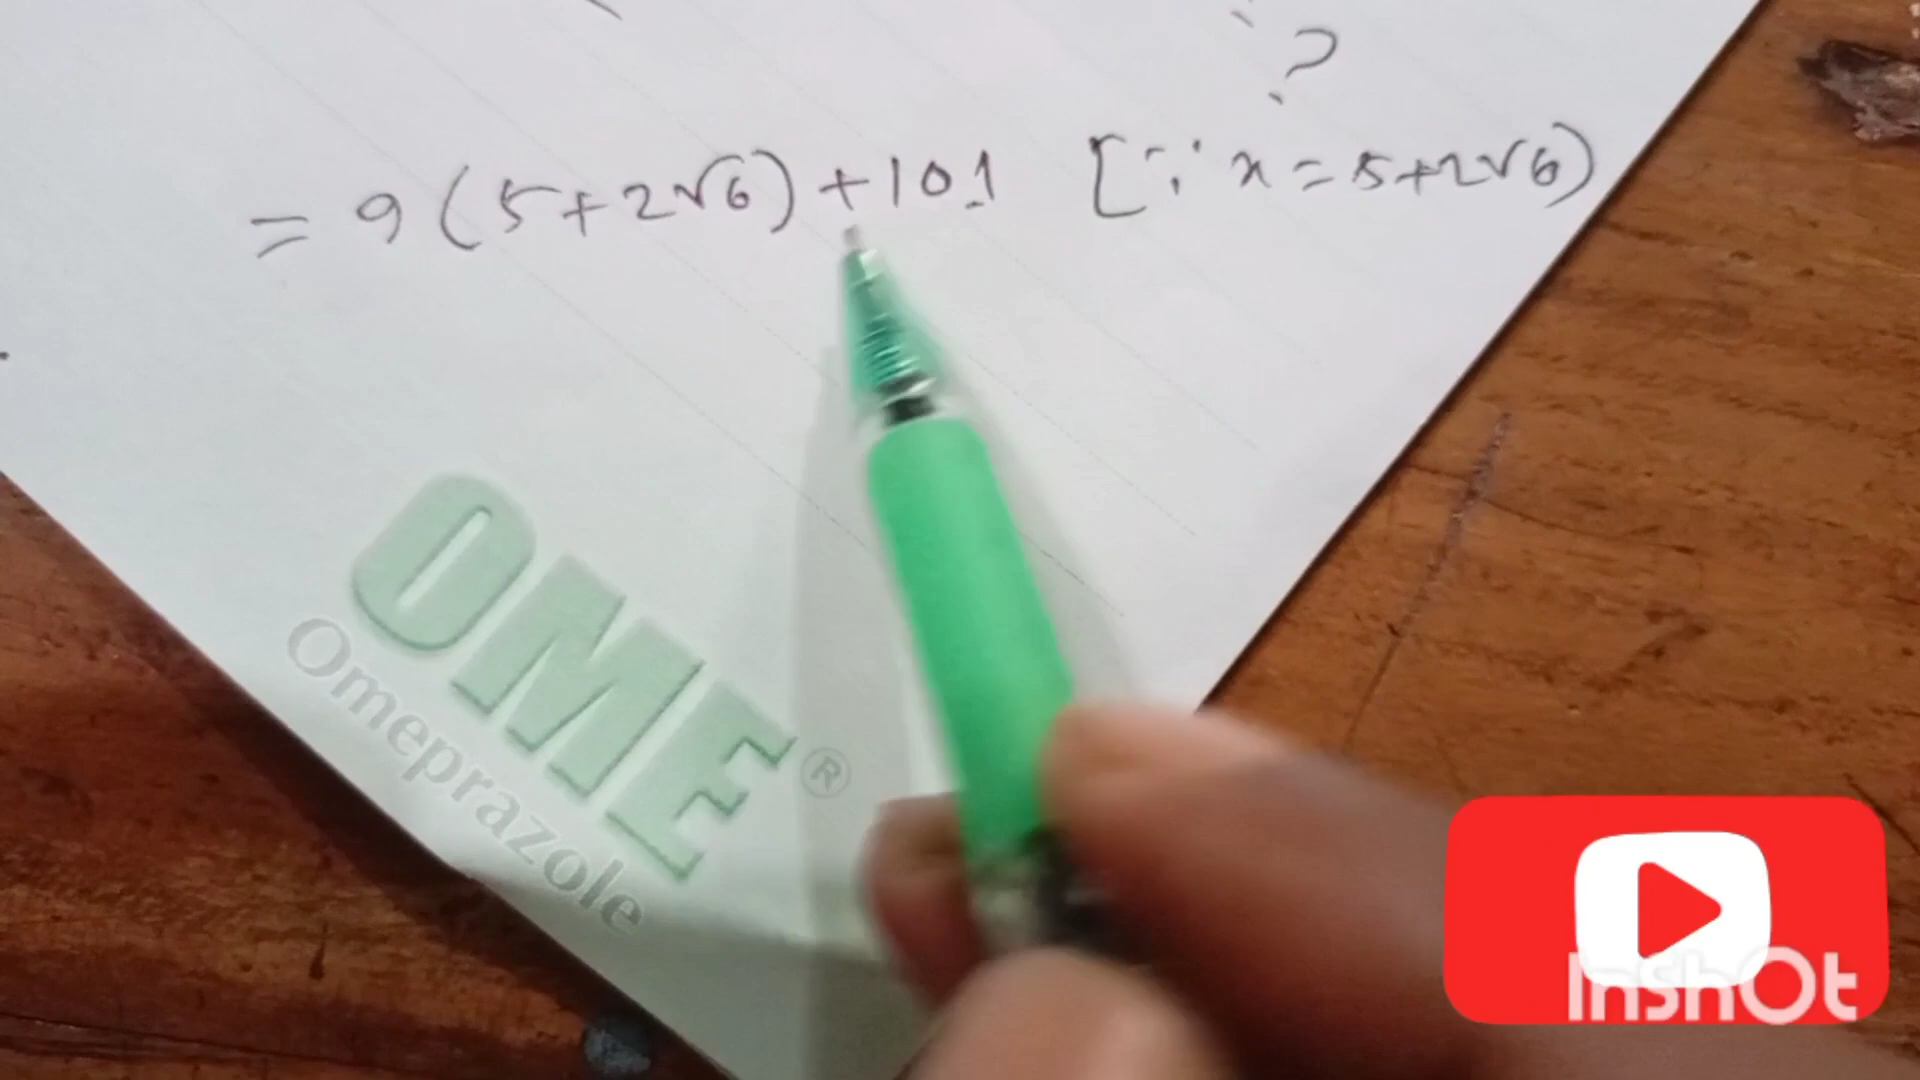 ?
= 9 (5+2√6) + 101 [∵ x = 5+2√6)
OME®
Omeprazole
InShOt